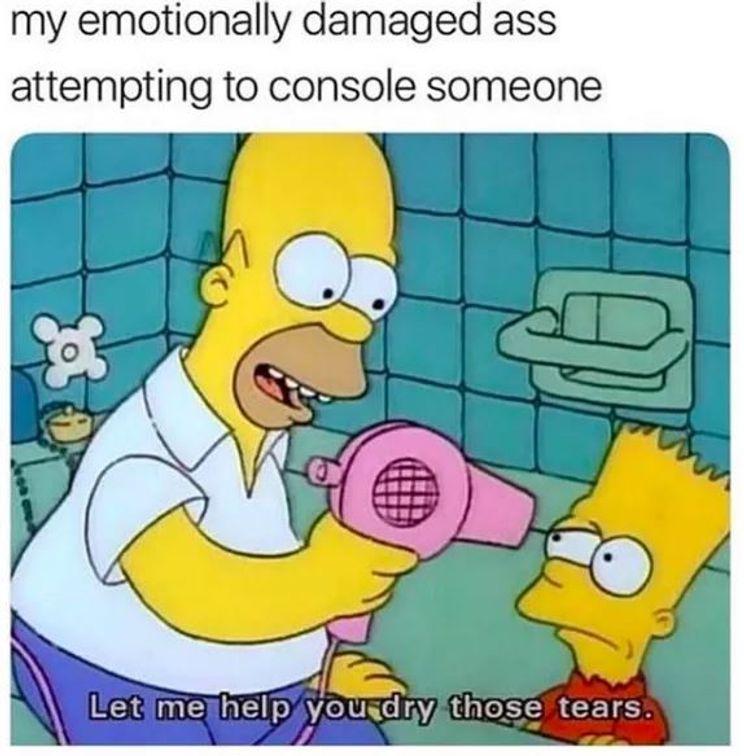 my emotionally damaged ass
attempting to console someone
Let me help you dry those tears.